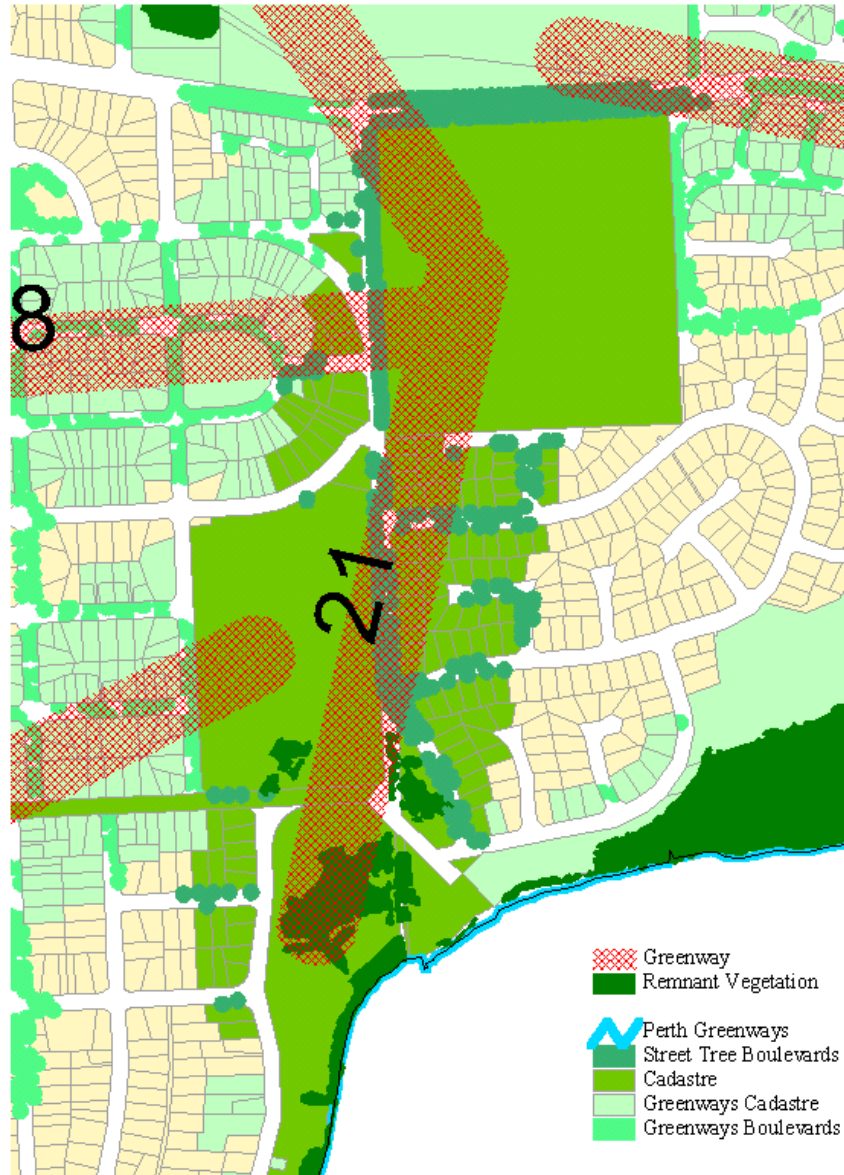 8
21
Greenway
Remnant Vegetation
Perth Greenways
Street Tree Boulevards
Cadastre
Greenways Cadastre
Greenways Boulevards